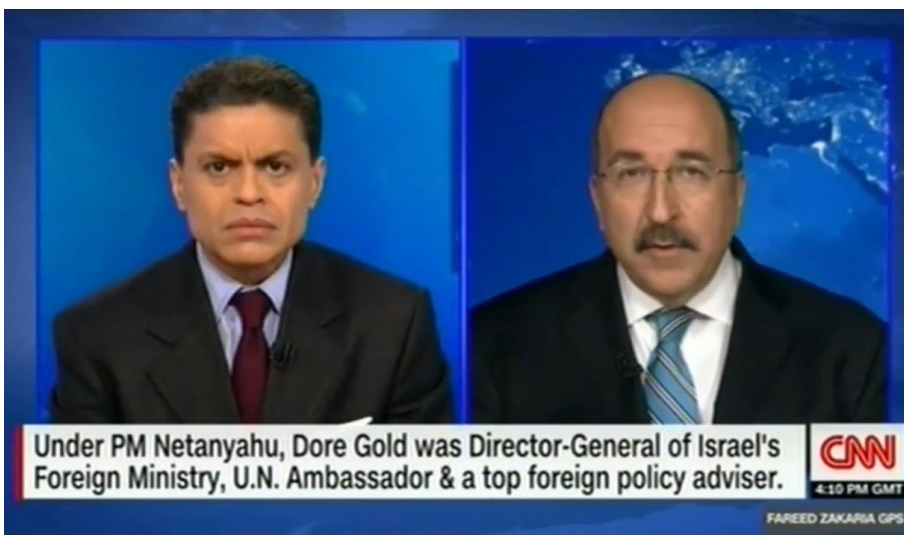 Under PM Netanyahu, Dore Gold was Director-General of Israel's
Foreign Ministry, U.N. Ambassador & a top foreign policy adviser.
CNN
4:10 PM GMT
FAREED ZAKARIA GPS